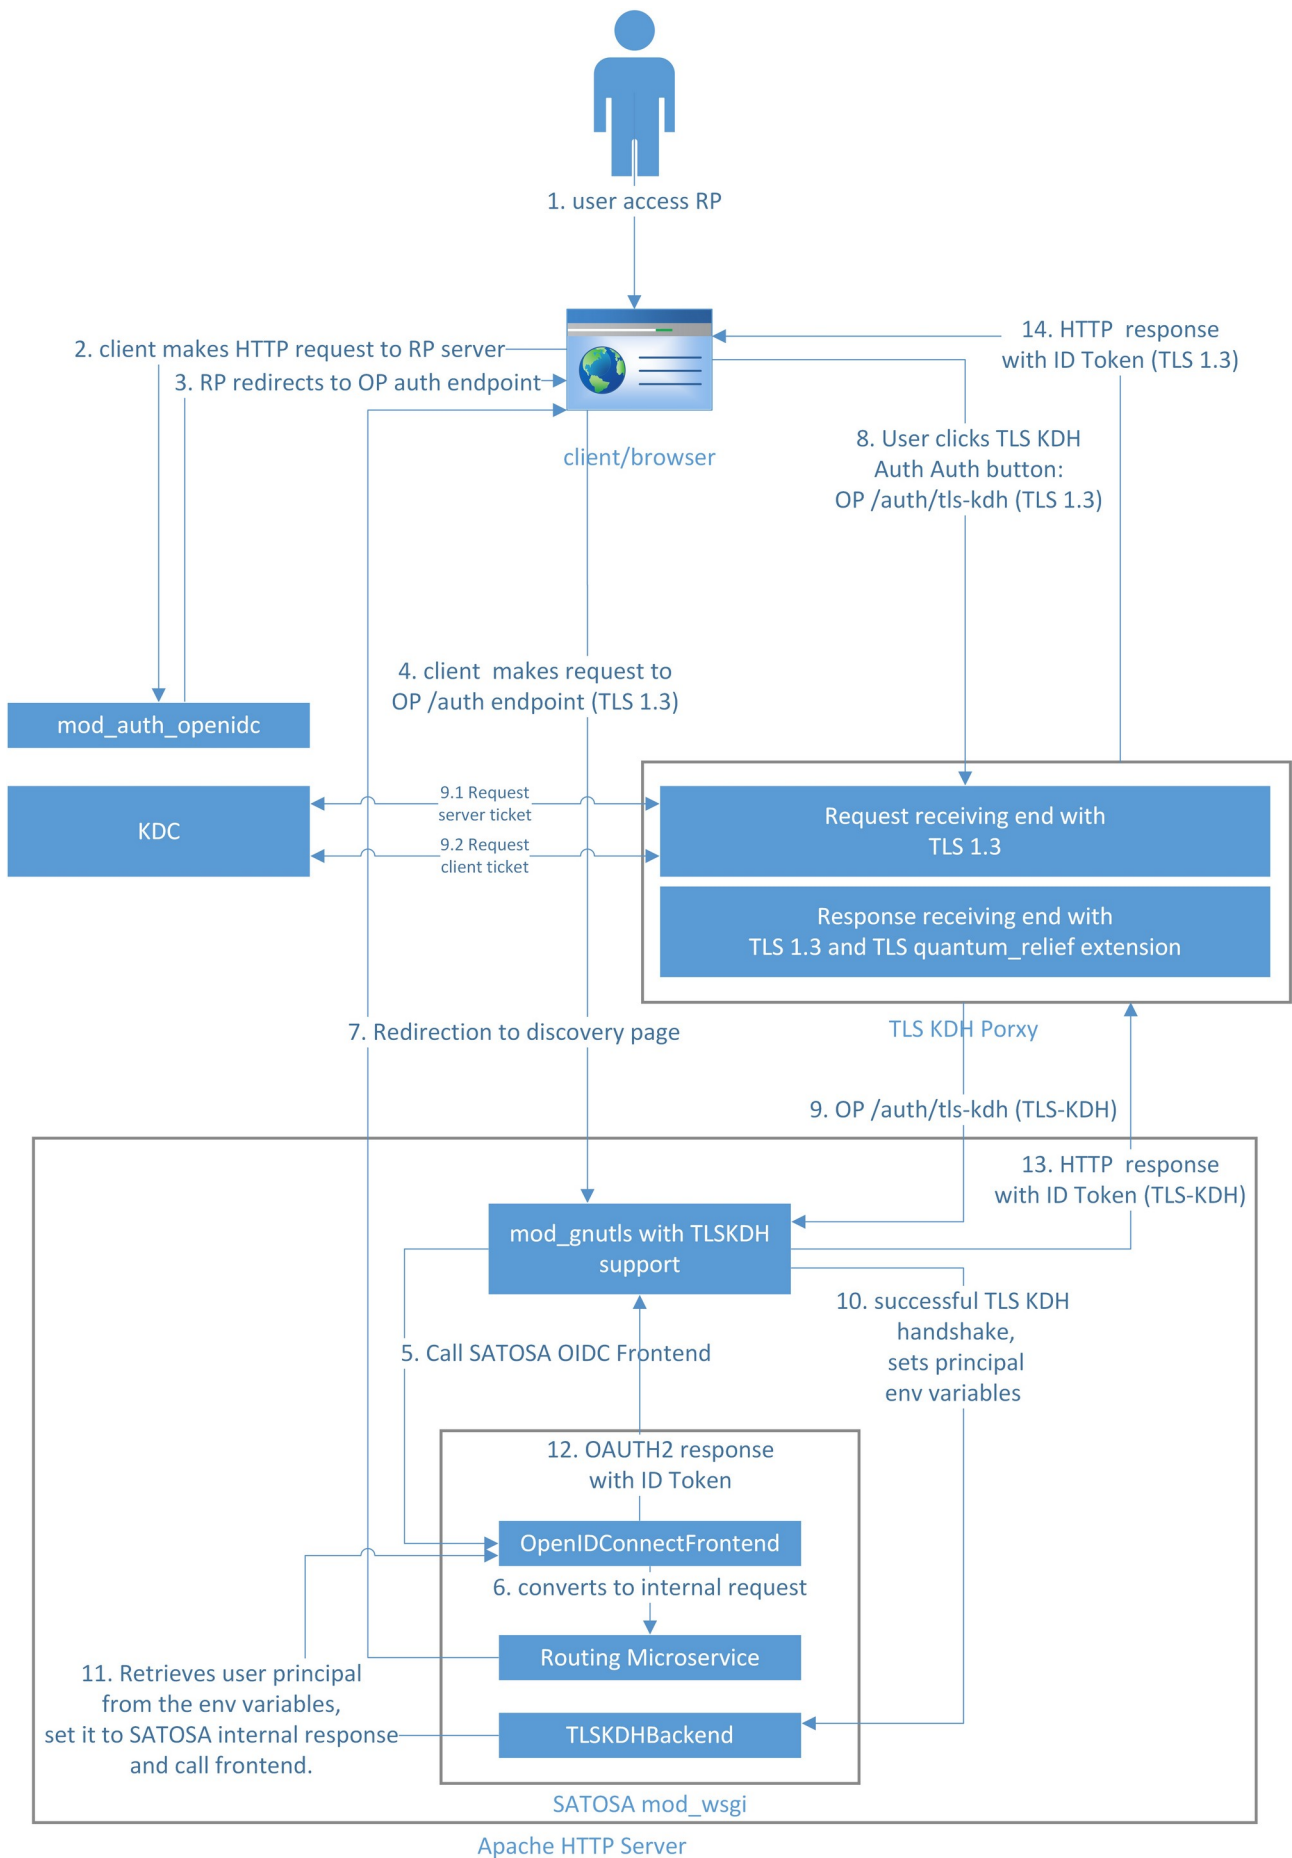 1. user access RP
2. client makes HTTP request to RP server
3. RP redirects to OP auth endpoint
14. HTTP response
with ID Token (TLS 1.3)
client/browser
8. User clicks TLS KDH
Auth Auth button:
OP /auth/tls-kdh (TLS 1.3)
4. client makes request to
OP /auth endpoint (TLS 1.3)
mod_auth_openidc
KDC
9.1 Request
server ticket
9.2 Request
client ticket
Request receiving end with
TLS 1.3
Response receiving end with
TLS 1.3 and TLS quantum_relief extension
TLS KDH Porxy
7. Redirection to discovery page
9. OP /auth/tls-kdh (TLS-KDH)
13. HTTP response
with ID Token (TLS-KDH)
mod_gnutls with TLSKDH
support
10. successful TLS KDH
handshake,
sets principal
env variables
5. Call SATOSA OIDC Frontend
12. OAUTH2 response
with ID Token
OpenIDConnectFrontend
6. converts to internal request
Routing Microservice
11. Retrieves user principal
from the env variables,
set it to SATOSA internal response
and call frontend.
TLSKDHBackend
SATOSA mod_wsgi
Apache HTTP Server